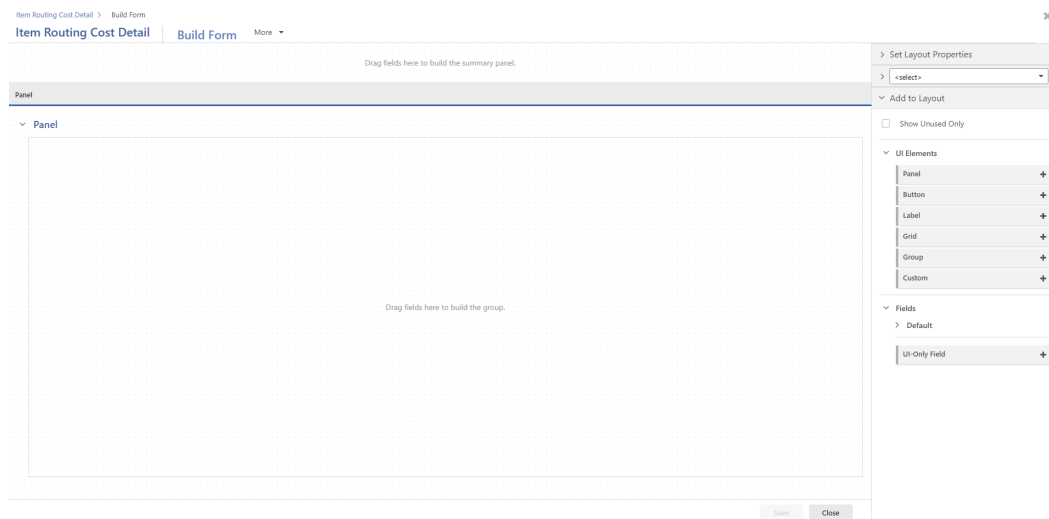 Item Routing Cost Detail > Build Form
Item Routing Cost Detail Build Form More
Drag fields here to build the summary panel.
Panel
Panel
Drag fields here to build the group.
Save Close
Set Layout Properties
<select>
Add to Layout
Show Unused Only
UI Elements
Panel
Button
Label
Grid
Group
Custom
Fields
Default
UI-Only Field